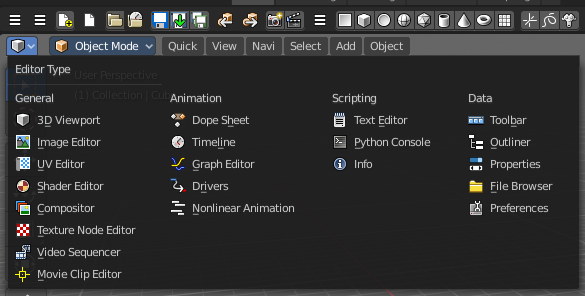 Object Mode Quick View Navi Select Add Object
Editor Type
User Perspective
(1) Collection | Cub
General
3D Viewport
Image Editor
UV Editor
Shader Editor
Compositor
Texture Node Editor
Video Sequencer
Movie Clip Editor
Animation
Dope Sheet
Timeline
Graph Editor
Drivers
Nonlinear Animation
Scripting
Text Editor
Python Console
Info
Data
Toolbar
Outliner
Properties
File Browser
Preferences